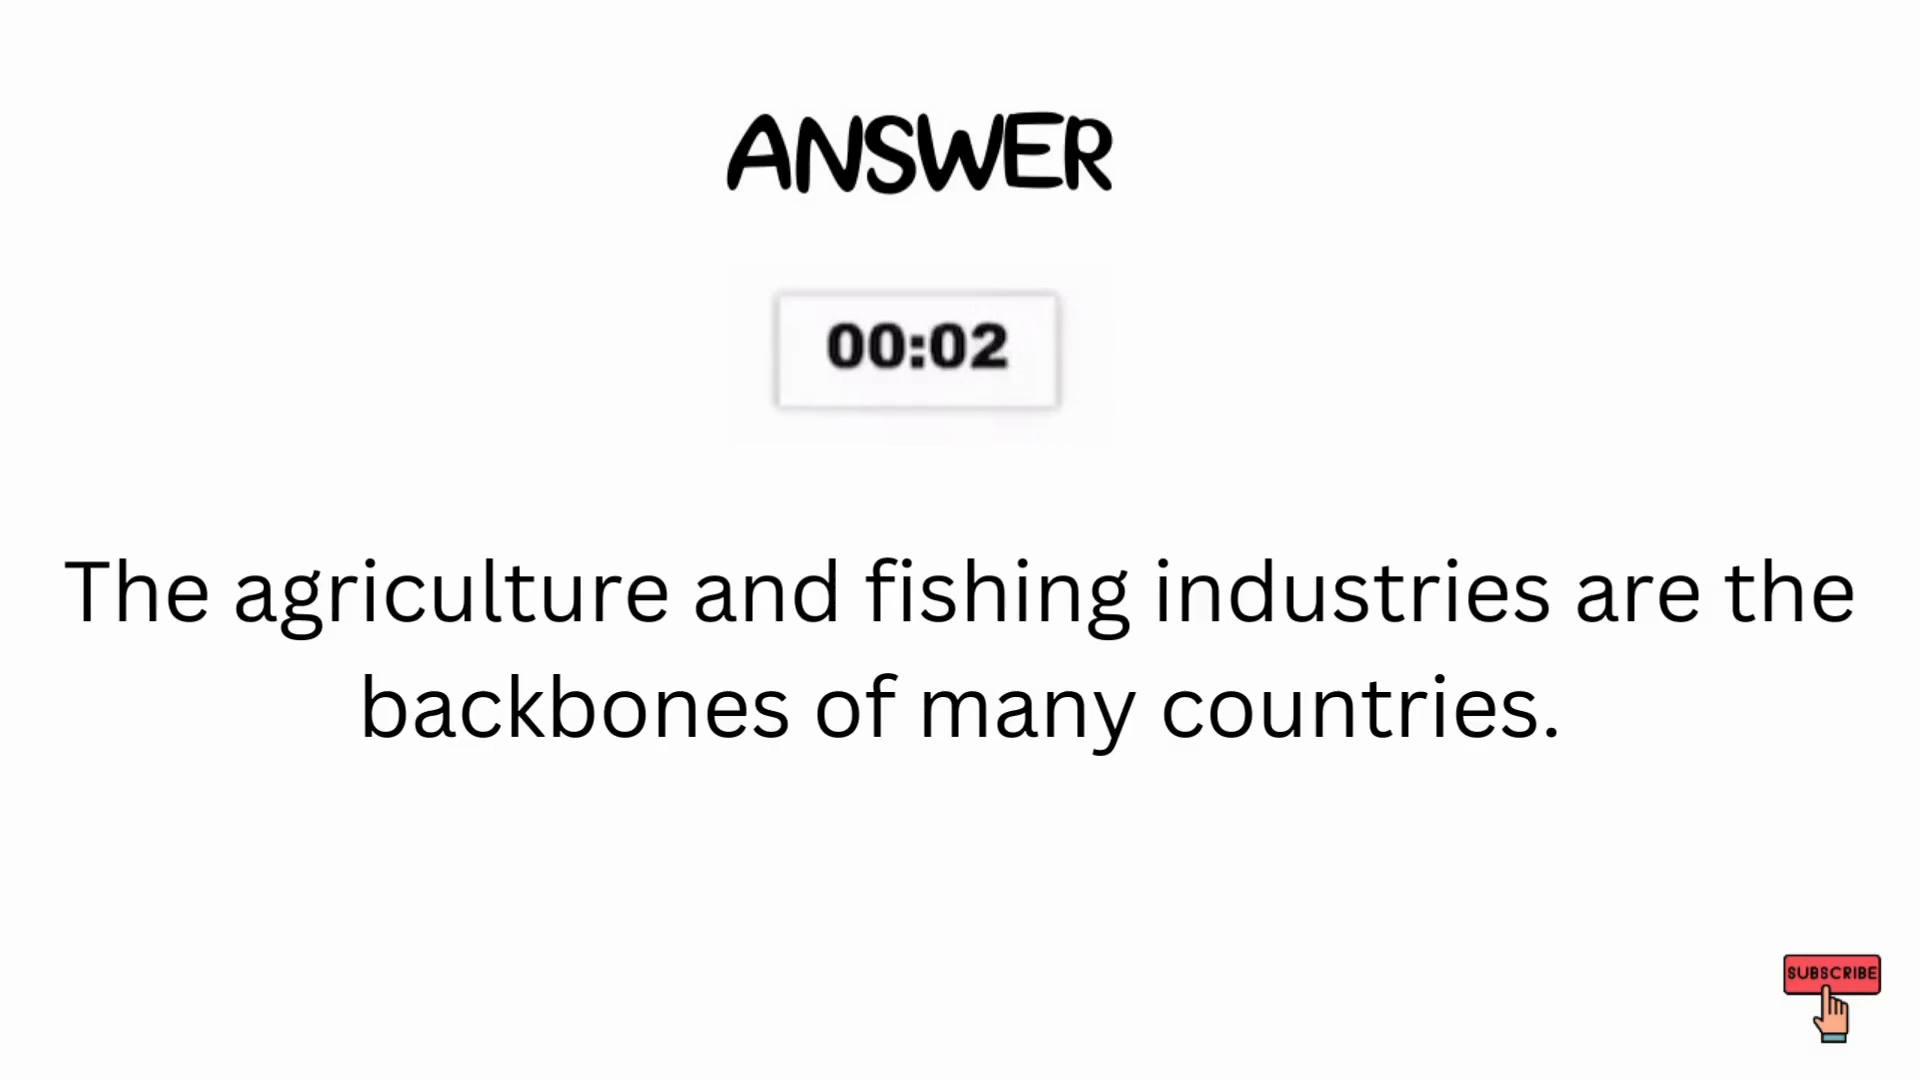 ANSWER
00:02
The agriculture and fishing industries are the
backbones of many countries.
SUBSCRIBE